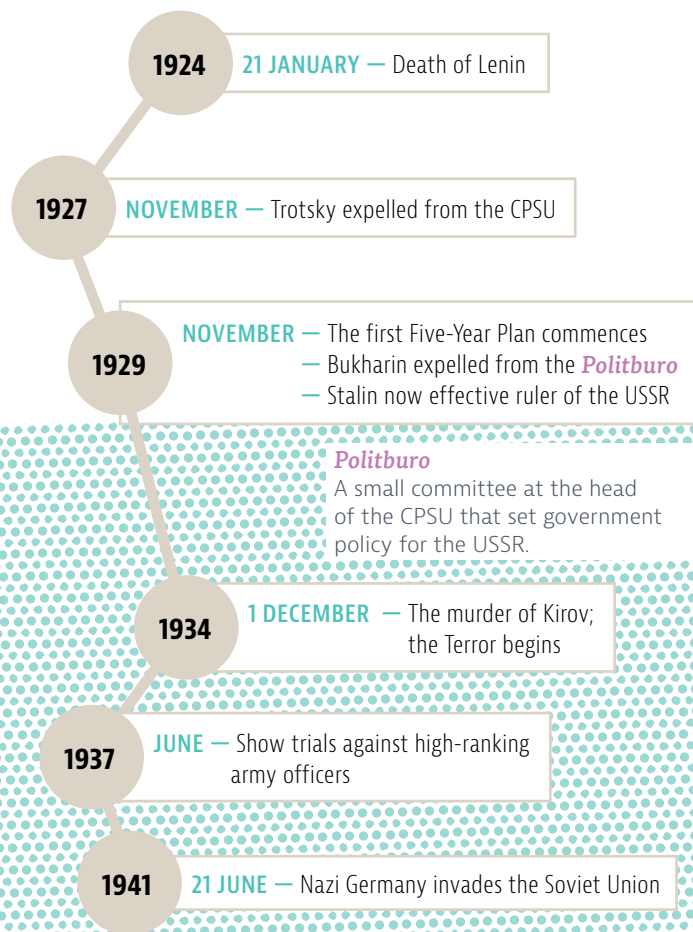 1924
21 JANUARY — Death of Lenin
1927
NOVEMBER — Trotsky expelled from the CPSU
1929
NOVEMBER — The first Five-Year Plan commences
— Bukharin expelled from the Politburo
— Stalin now effective ruler of the USSR
Politburo
A small committee at the head
of the CPSU that set government
policy for the USSR.
1934
1 DECEMBER — The murder of Kirov;
the Terror begins
1937
JUNE — Show trials against high-ranking
army officers
1941
21 JUNE — Nazi Germany invades the Soviet Union